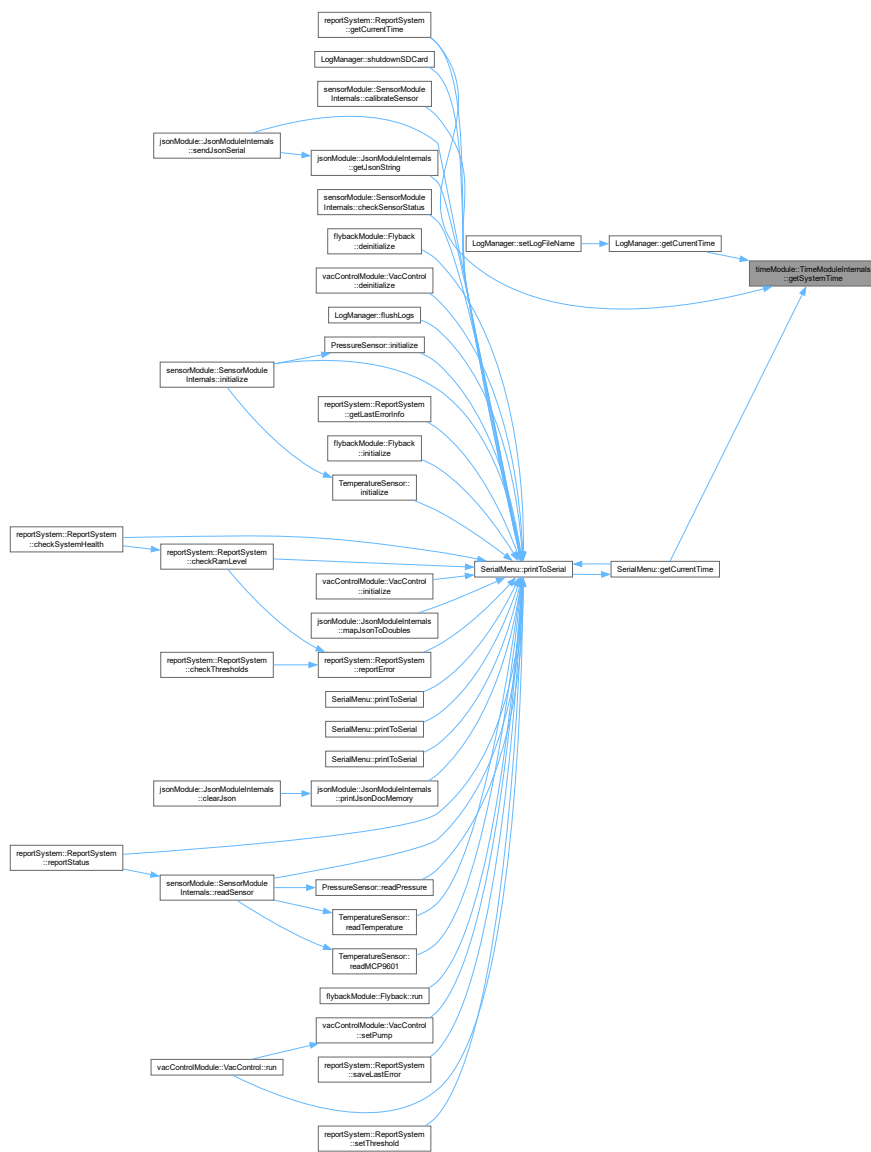 reportSystem::ReportSystem
::getCurrentTime
LogManager::shutdownSDCard
sensorModule::SensorModule
Internals::calibrateSensor
jsonModule::JsonModuleInternals
::sendJsonSerial
jsonModule::JsonModuleInternals
::getJsonString
sensorModule::SensorModule
Internals::checkSensorStatus
flybackModule::Flyback
::deinitialize
LogManager::setLogFileName
LogManager::getCurrentTime
timeModule::TimeModuleInternals
::getSystemTime
vacControlModule::VacControl
::deinitialize
LogManager::flushLogs
PressureSensor::initialize
sensorModule::SensorModule
Internals::initialize
reportSystem::ReportSystem
::getLastErrorInfo
flybackModule::Flyback
::initialize
TemperatureSensor::
initialize
reportSystem::ReportSystem
::checkSystemHealth
reportSystem::ReportSystem
::checkRamLevel
SerialMenu::printToSerial
SerialMenu::getCurrentTime
vacControlModule::VacControl
::initialize
jsonModule::JsonModuleInternals
::mapJsonToDoubles
reportSystem::ReportSystem
::checkThresholds
reportSystem::ReportSystem
::reportError
SerialMenu::printToSerial
SerialMenu::printToSerial
SerialMenu::printToSerial
jsonModule::JsonModuleInternals
::clearJson
jsonModule::JsonModuleInternals
::printJsonDocMemory
reportSystem::ReportSystem
::reportStatus
sensorModule::SensorModule
Internals::readSensor
PressureSensor::readPressure
TemperatureSensor::
readTemperature
TemperatureSensor::
readMCP9601
flybackModule::Flyback::run
vacControlModule::VacControl
::setPump
vacControlModule::VacControl::run
reportSystem::ReportSystem
::saveLastError
reportSystem::ReportSystem
::setThreshold